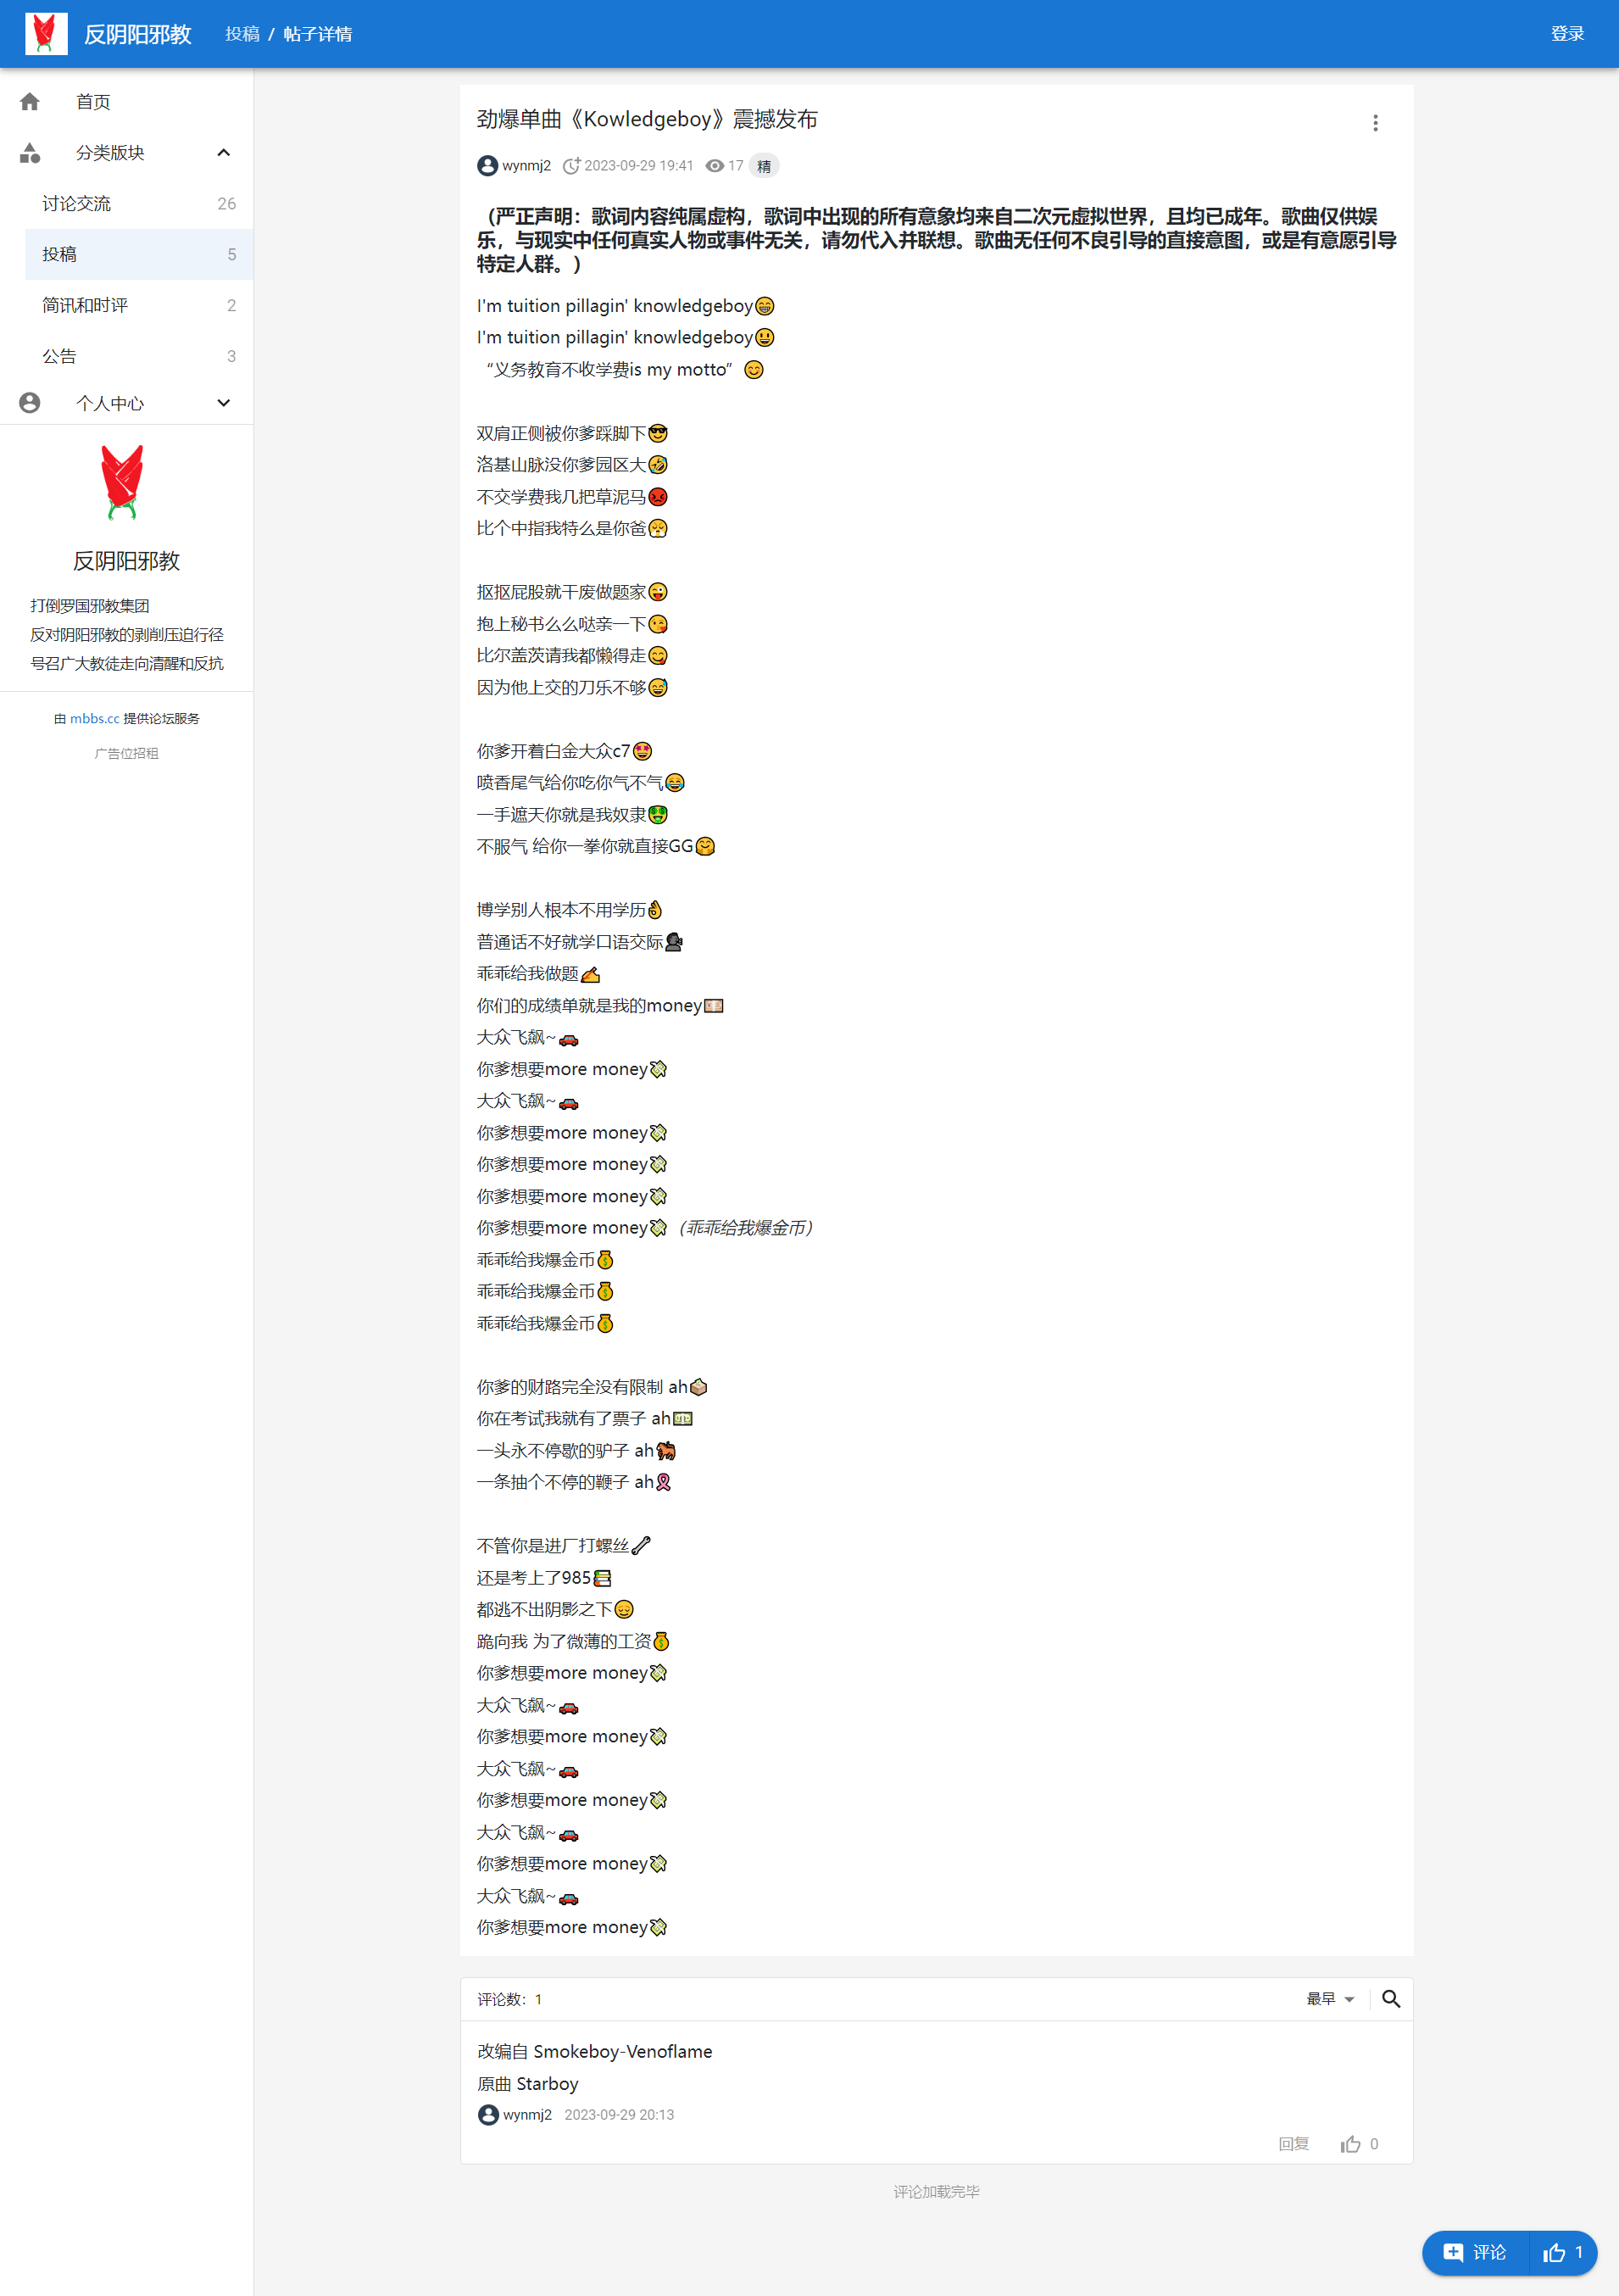 反阴阳邪教
投稿 / 帖子详情
登录
首页
分类版块
讨论交流 26
投稿 5
简讯和时评 2
公告 3
个人中心
反阴阳邪教
打倒罗国邪教集团
反对阴阳邪教的剥削压迫行径
号召广大教徒走向清醒和反抗
由 mbbs.cc 提供论坛服务
广告位招租
劲爆单曲《Kowledgeboy》震撼发布
wynmj2 2023-09-29 19:41 17 精
（严正声明：歌词内容纯属虚构，歌词中出现的所有意象均来自二次元虚拟世界，且均已成年。歌曲仅供娱
乐，与现实中任何真实人物或事件无关，请勿代入并联想。歌曲无任何不良引导的直接意图，或是有意愿引导
特定人群。）
I'm tuition pillagin' knowledgeboy😁
I'm tuition pillagin' knowledgeboy😃
“义务教育不收学费is my motto”😊
双肩正侧被你爹踩脚下😎
洛基山脉没你爹园区大🤣
不交学费我几把草泥马😡
比个中指我特么是你爸😤
抠抠屁股就干废做题家😜
抱上秘书么么哒亲一下😘
比尔盖茨请我都懒得走😋
因为他上交的刀乐不够😅
你爹开着白金大众c7🤩
喷香尾气给你吃你气不气😂
一手遮天你就是我奴隶🤑
不服气 给你一拳你就直接GG🤗
博学别人根本不用学历👌
普通话不好就学口语交际🗣
乖乖给我做题✍
你们的成绩单就是我的money💴
大众飞飙~🚗
你爹想要more money💸
大众飞飙~🚗
你爹想要more money💸
你爹想要more money💸
你爹想要more money💸
你爹想要more money💸（乖乖给我爆金币）
乖乖给我爆金币💰
乖乖给我爆金币💰
乖乖给我爆金币💰
你爹的财路完全没有限制 ah🗳
你在考试我就有了票子 ah💵
一头永不停歇的驴子 ah🐎
一条抽个不停的鞭子 ah🎗
不管你是进厂打螺丝🔧
还是考上了985📚
都逃不出阴影之下😌
跪向我 为了微薄的工资💰
你爹想要more money💸
大众飞飙~🚗
你爹想要more money💸
大众飞飙~🚗
你爹想要more money💸
大众飞飙~🚗
你爹想要more money💸
大众飞飙~🚗
你爹想要more money💸
评论数：1 最早
改编自 Smokeboy-Venoflame
原曲 Starboy
wynmj2 2023-09-29 20:13
回复 0
评论加载完毕
评论 1